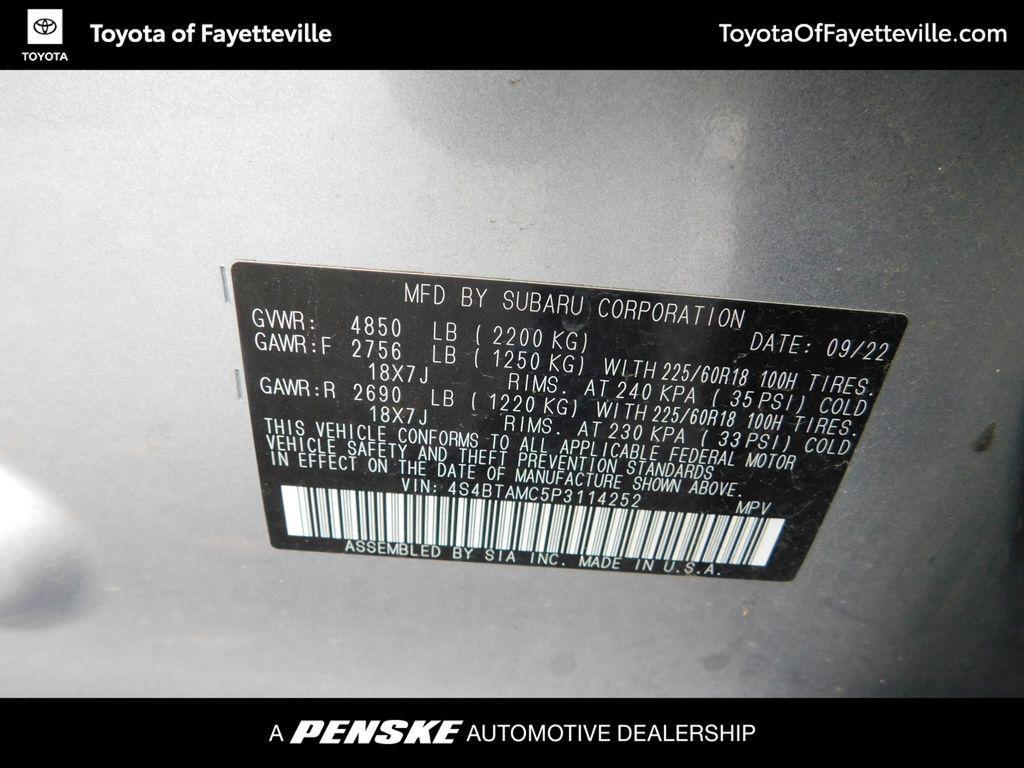 TOYOTA
Toyota of Fayetteville
ToyotaOfFayetteville.com
MFD BY SUBARU CORPORATION
GVWR: 4850 LB (2200 KG) DATE: 09/22
GAWR:F 2756 LB (1250 KG) WITH 225/60R18 100H TIRES.
18X7J RIMS. AT 240 KPA (35 PSI) COLD
GAWR:R 2690 LB (1220 KG) WITH 225/60R18 100H TIRES.
18X7J RIMS. AT 230 KPA (33 PSI) COLD
THIS VEHICLE CONFORMS TO ALL APPLICABLE FEDERAL MOTOR
VEHICLE SAFETY AND THEFT PREVENTION STANDARDS
IN EFFECT ON THE DATE OF MANUFACTURE SHOWN ABOVE.
VIN: 4S4BTAMC5P3114252 MPV
ASSEMBLED BY SIA INC. MADE IN U.S.A.
A PENSKE AUTOMOTIVE DEALERSHIP